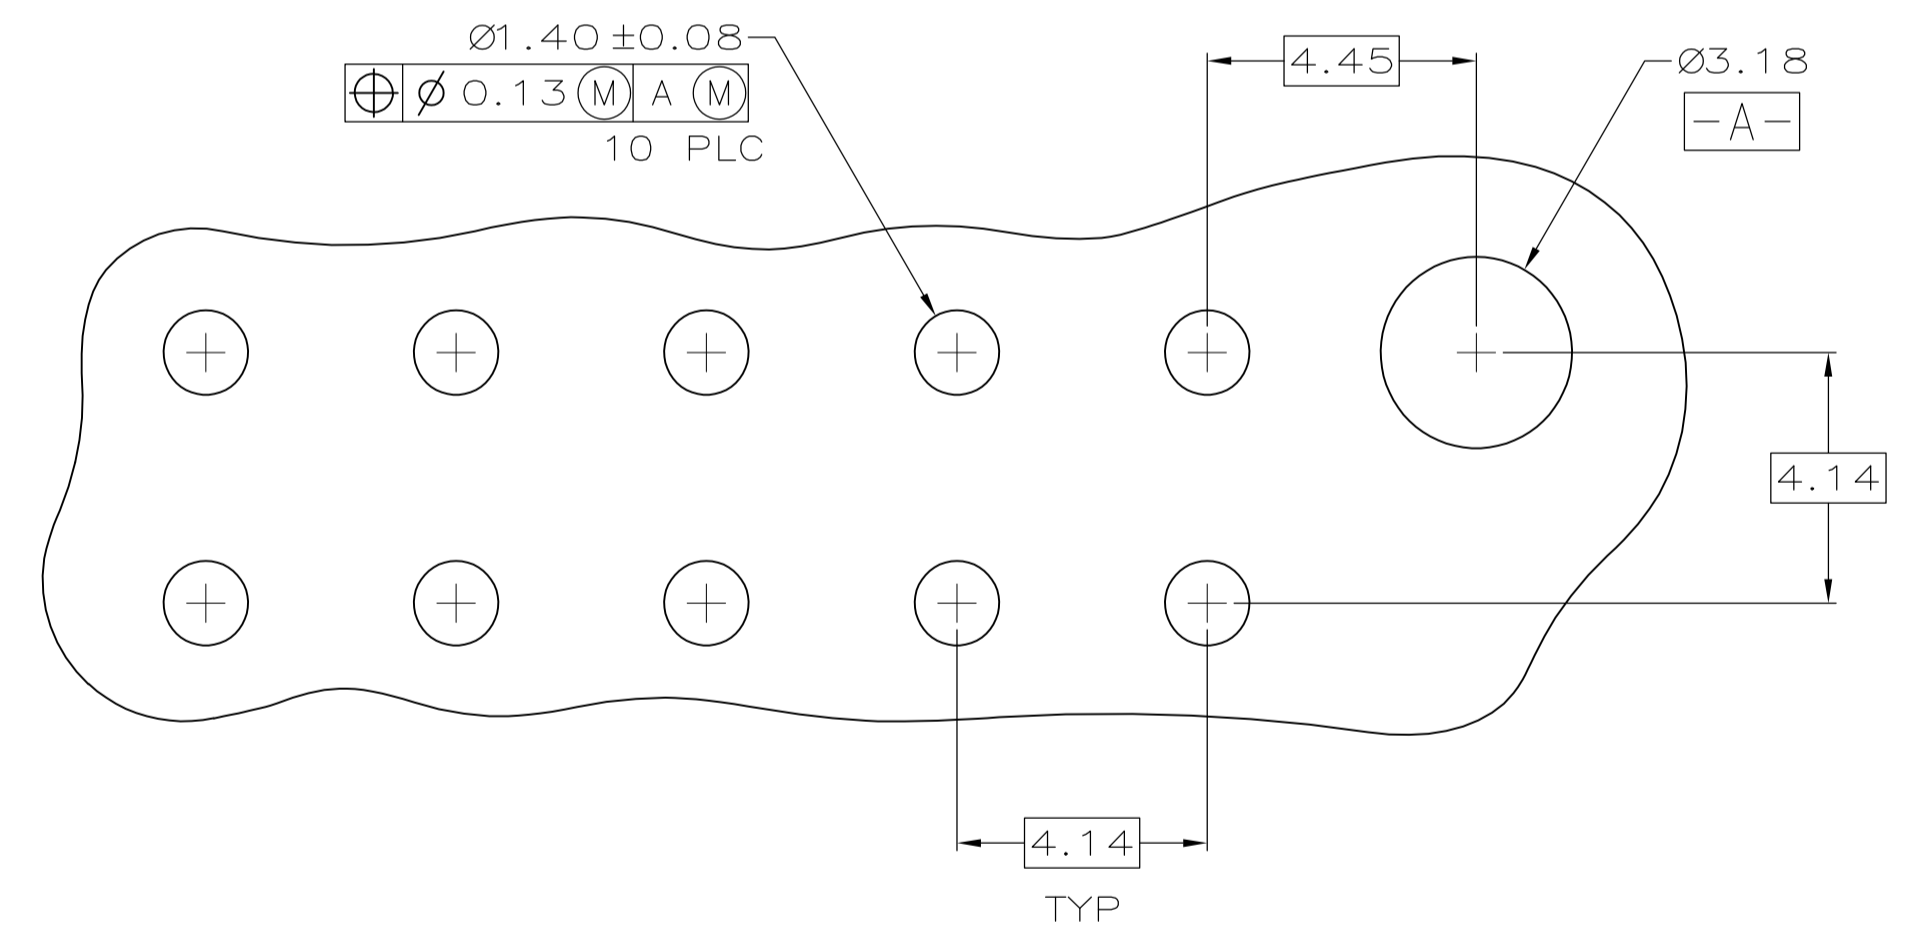 Ø1.40±0.08
⌖ Ø 0.13 Ⓜ A Ⓜ
10 PLC
4.45
Ø3.18
-A-
4.14
4.14
TYP